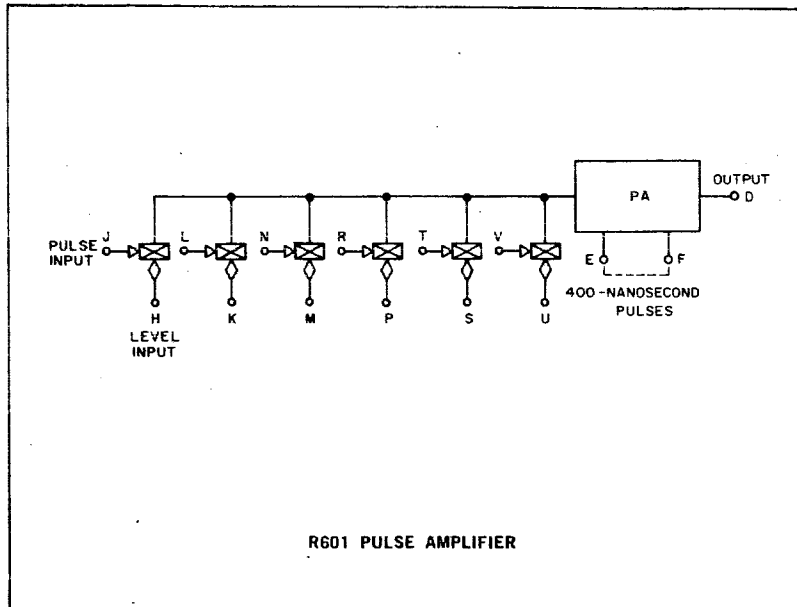 PA
OUTPUT
D
J L N R T V
PULSE
INPUT
E F
400-NANOSECOND
PULSES
H K M P S U
LEVEL
INPUT
R601 PULSE AMPLIFIER